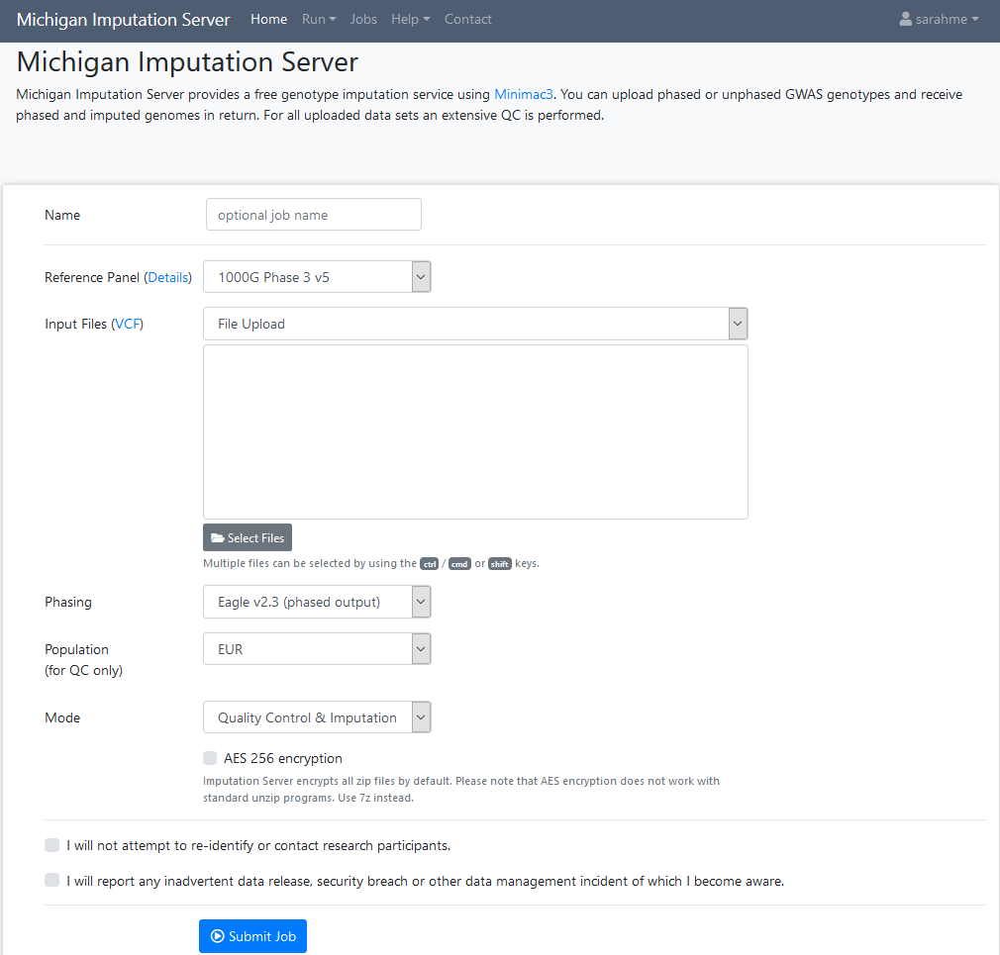 Michigan Imputation Server Home Run Jobs Help Contact sarahme
Michigan Imputation Server
Michigan Imputation Server provides a free genotype imputation service using Minimac3. You can upload phased or unphased GWAS genotypes and receive
phased and imputed genomes in return. For all uploaded data sets an extensive QC is performed.
Name optional job name
Reference Panel (Details) 1000G Phase 3 v5
Input Files (VCF) File Upload
Select Files
Multiple files can be selected by using the ctrl / cmd or shift keys.
Phasing Eagle v2.3 (phased output)
Population EUR
(for QC only)
Mode Quality Control & Imputation
AES 256 encryption
Imputation Server encrypts all zip files by default. Please note that AES encryption does not work with
standard unzip programs. Use 7z instead.
I will not attempt to re-identify or contact research participants.
I will report any inadvertent data release, security breach or other data management incident of which I become aware.
Submit Job